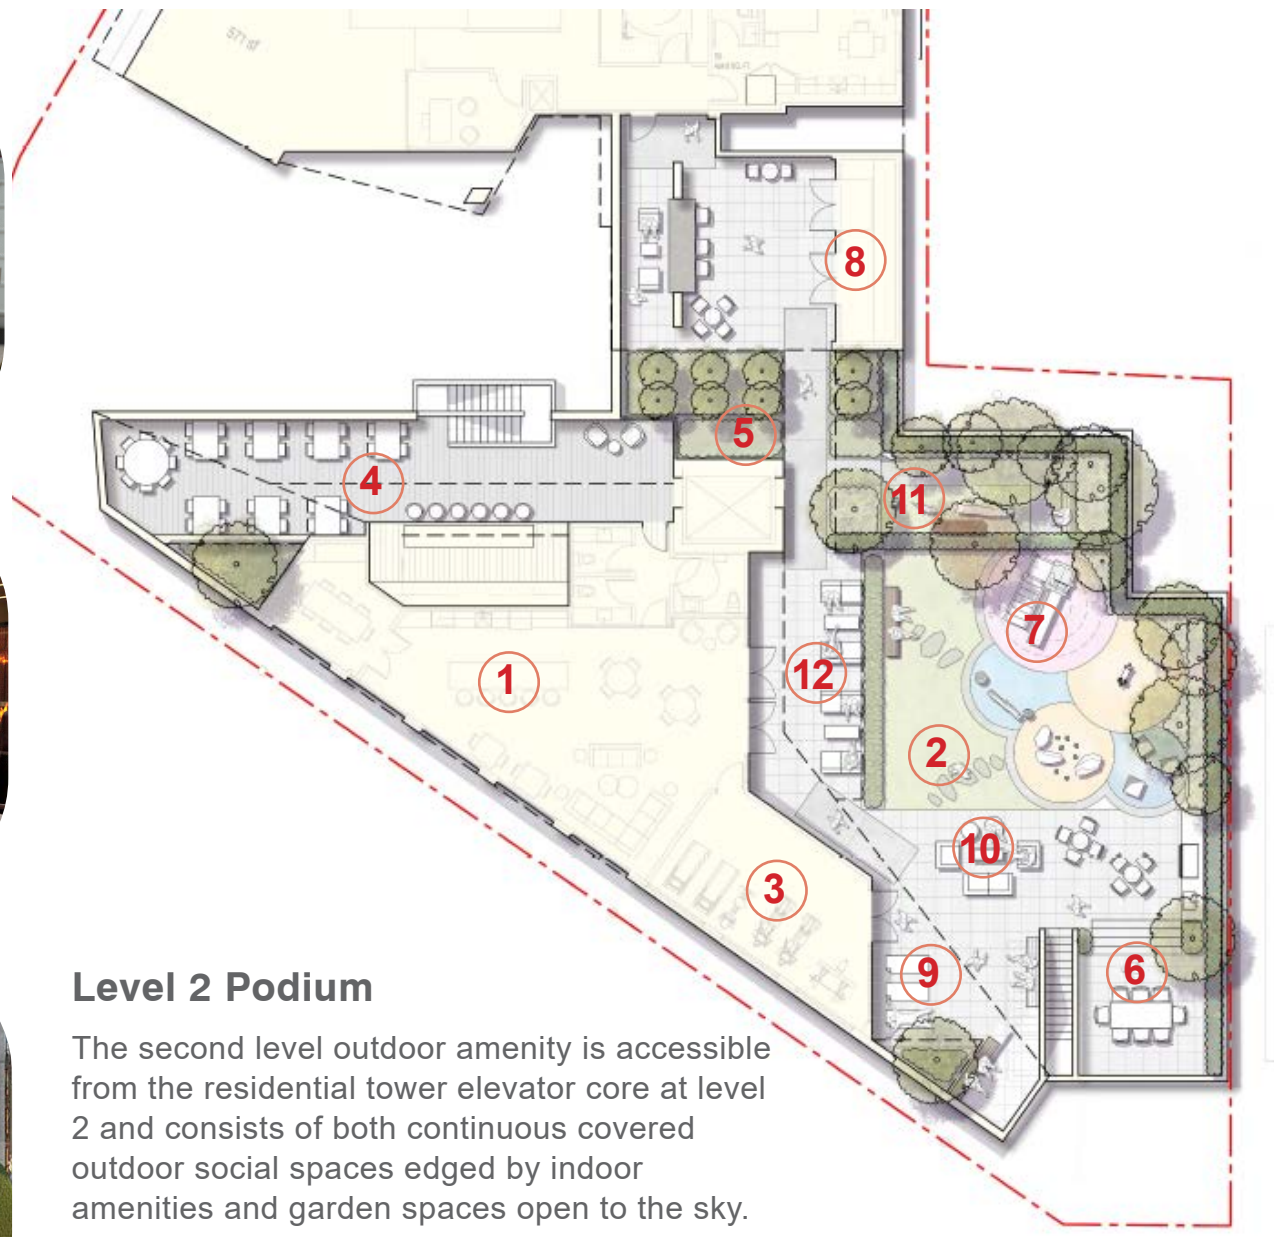 577 sf
8
5
4
11
7
1
12
2
10
3
9
6
Level 2 Podium
The second level outdoor amenity is accessible
from the residential tower elevator core at level
2 and consists of both continuous covered
outdoor social spaces edged by indoor
amenities and garden spaces open to the sky.